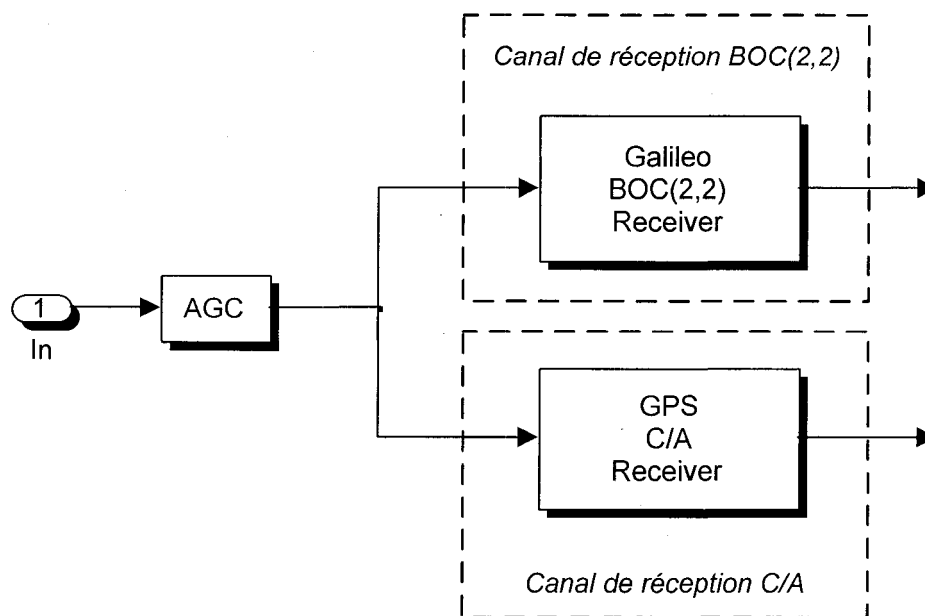 Canal de réception BOC(2,2)
Galileo
BOC(2,2)
Receiver
1
In
AGC
GPS
C/A
Receiver
Canal de réception C/A